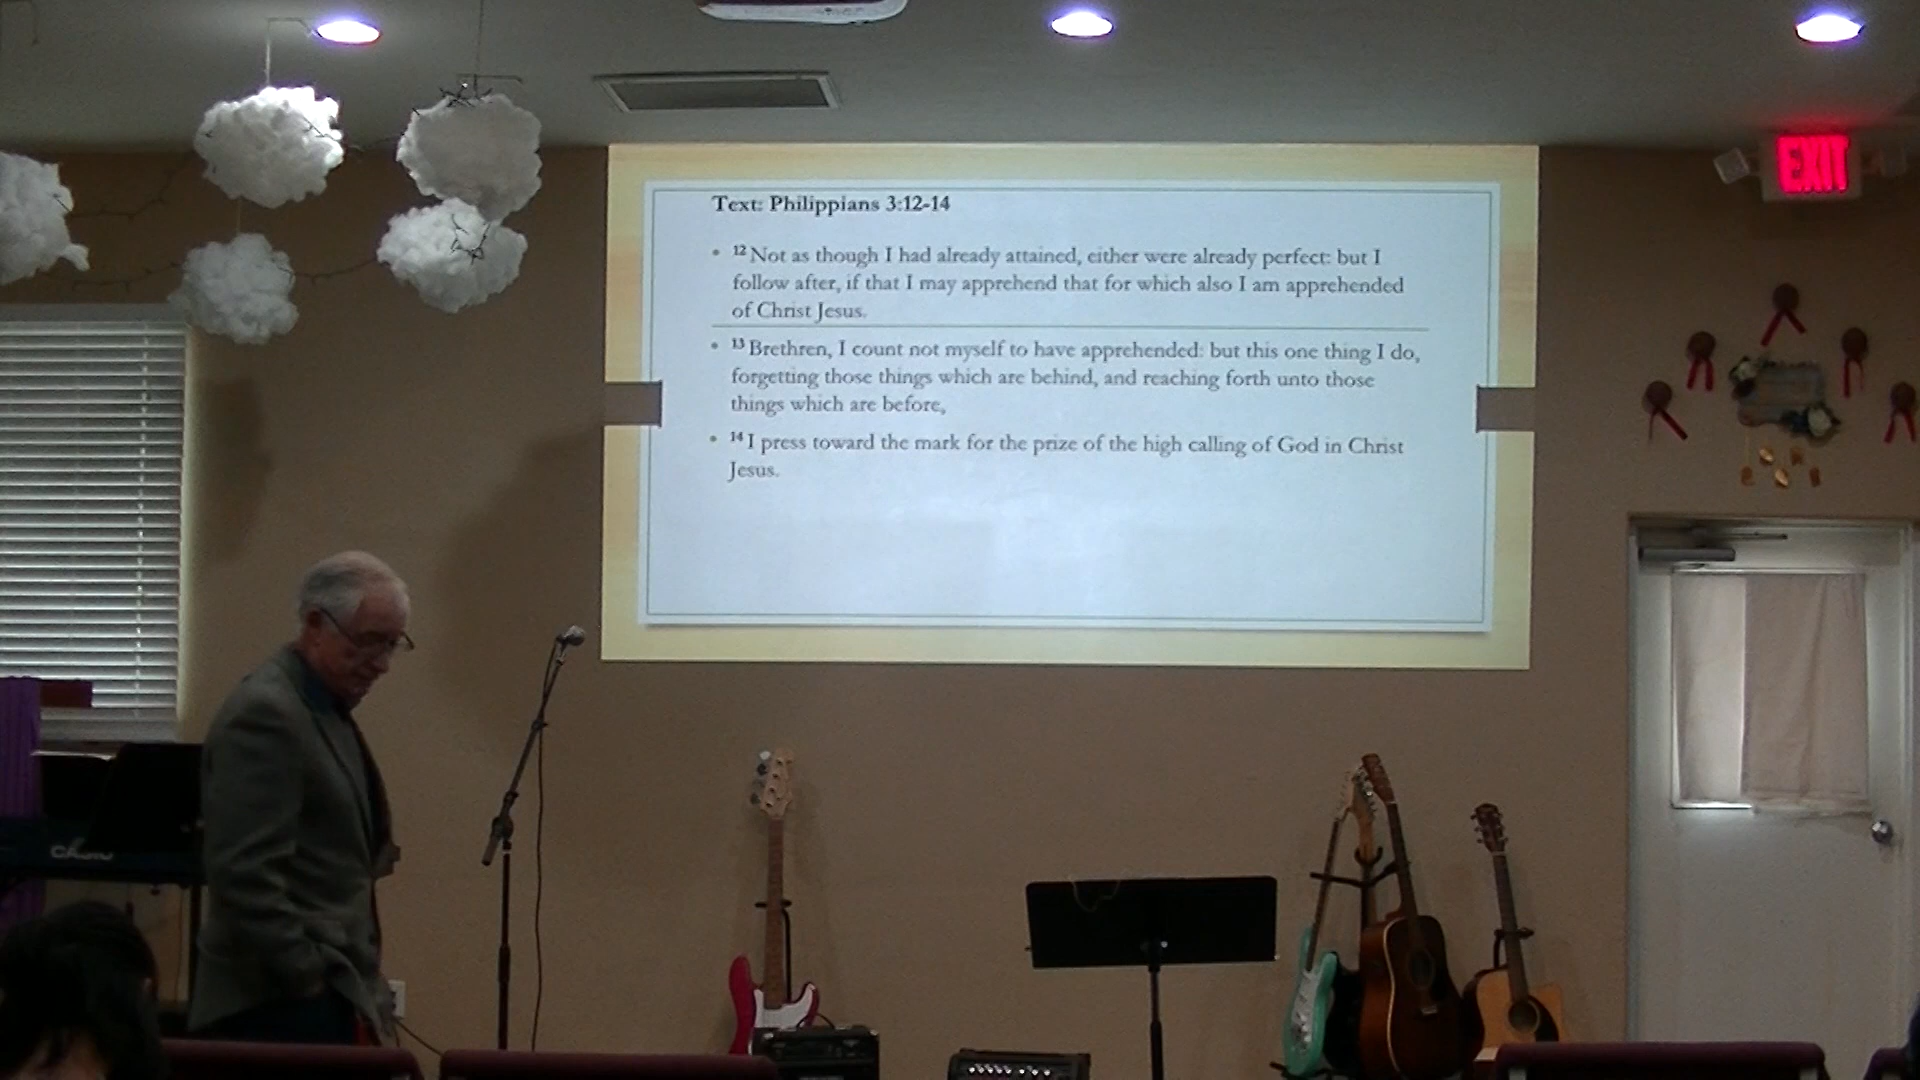 EXIT
Text: Philippians 3:12-14
• 12 Not as though I had already attained, either were already perfect: but I
follow after, if that I may apprehend that for which also I am apprehended
of Christ Jesus.
• 13 Brethren, I count not myself to have apprehended: but this one thing I do,
forgetting those things which are behind, and reaching forth unto those
things which are before,
• 14 I press toward the mark for the prize of the high calling of God in Christ
Jesus.